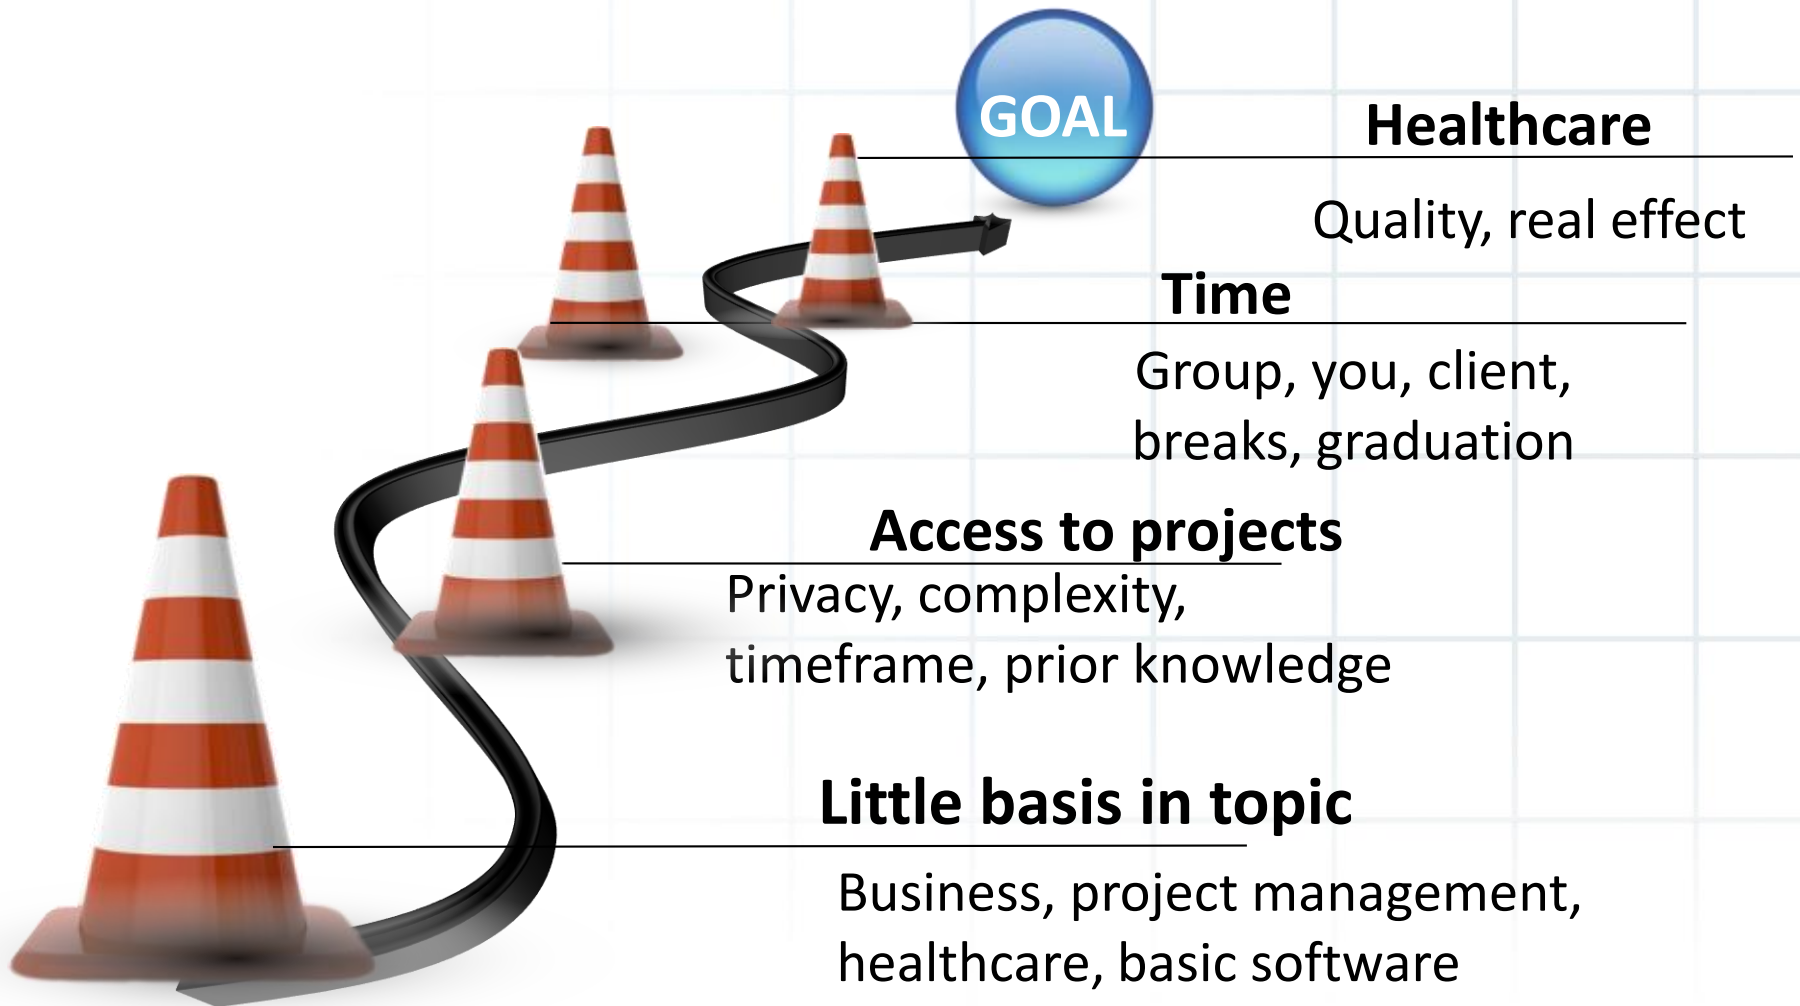 GOAL
Healthcare
Quality, real effect
Time
Group, you, client,
breaks, graduation
Access to projects
Privacy, complexity,
timeframe, prior knowledge
Little basis in topic
Business, project management,
healthcare, basic software